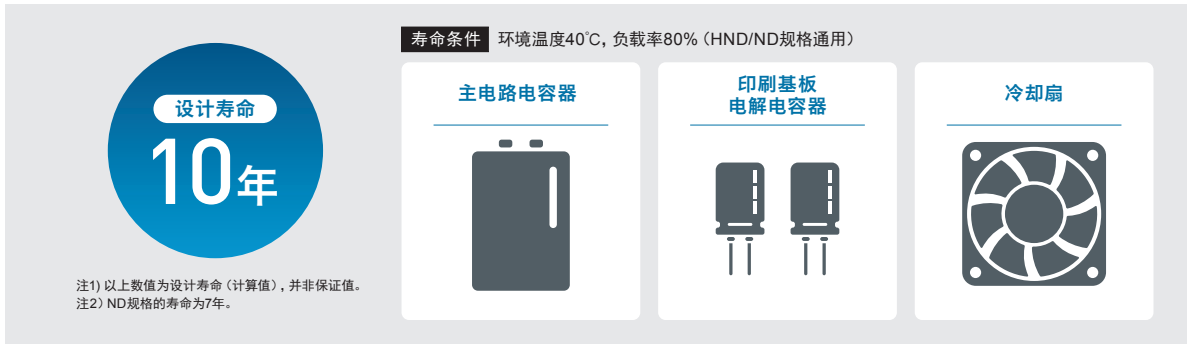 寿命条件 环境温度40℃, 负载率80%（HND/ND规格通用）
设计寿命
10年
注1) 以上数值为设计寿命（计算值）, 并非保证值。
注2）ND规格的寿命为7年。
主电路电容器
印刷基板
电解电容器
冷却扇